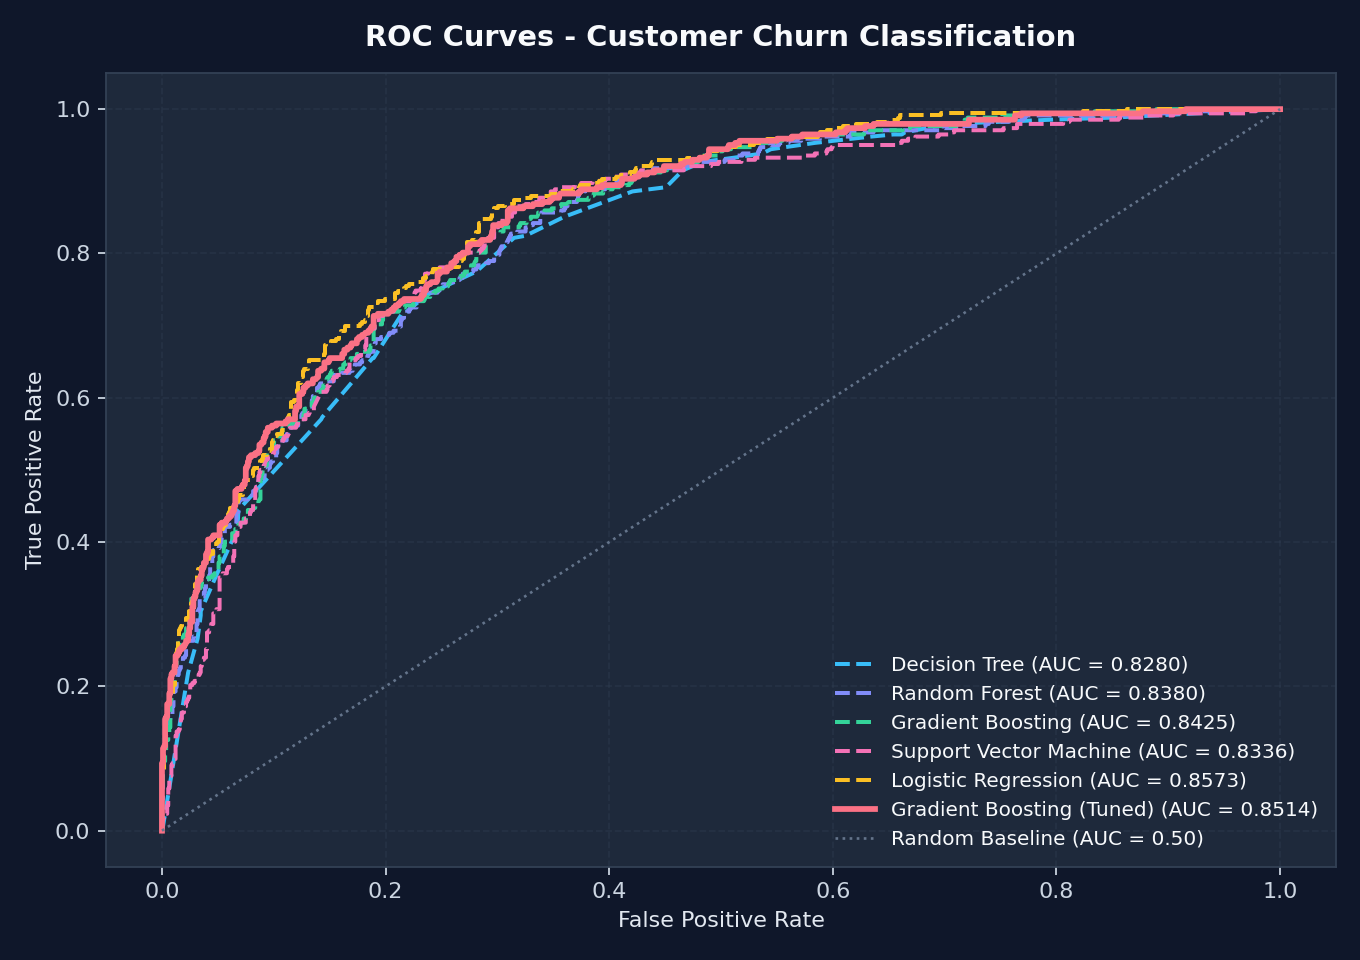 ROC Curves - Customer Churn Classification
True Positive Rate
1.0
0.8
0.6
0.4
0.2
0.0
Decision Tree (AUC = 0.8280)
Random Forest (AUC = 0.8380)
Gradient Boosting (AUC = 0.8425)
Support Vector Machine (AUC = 0.8336)
Logistic Regression (AUC = 0.8573)
Gradient Boosting (Tuned) (AUC = 0.8514)
Random Baseline (AUC = 0.50)
0.0 0.2 0.4 0.6 0.8 1.0
False Positive Rate